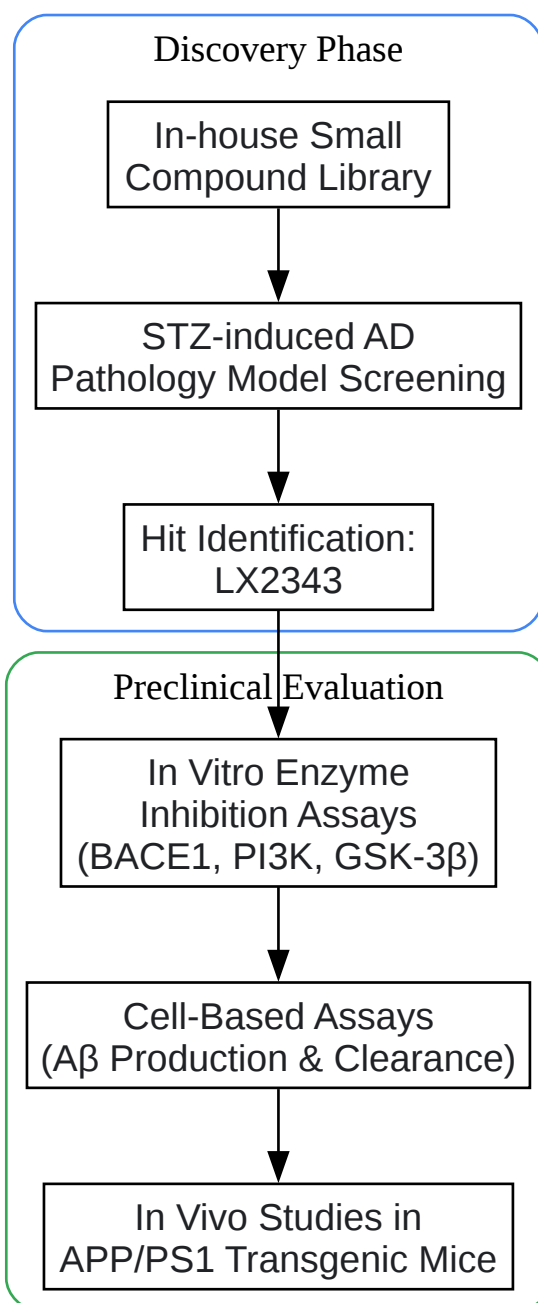 Discovery Phase
In-house Small
Compound Library
STZ-induced AD
Pathology Model Screening
Hit Identification:
LX2343
Preclinical Evaluation
In Vitro Enzyme
Inhibition Assays
(BACE1, PI3K, GSK-3β)
Cell-Based Assays
(Aβ Production & Clearance)
In Vivo Studies in
APP/PS1 Transgenic Mice